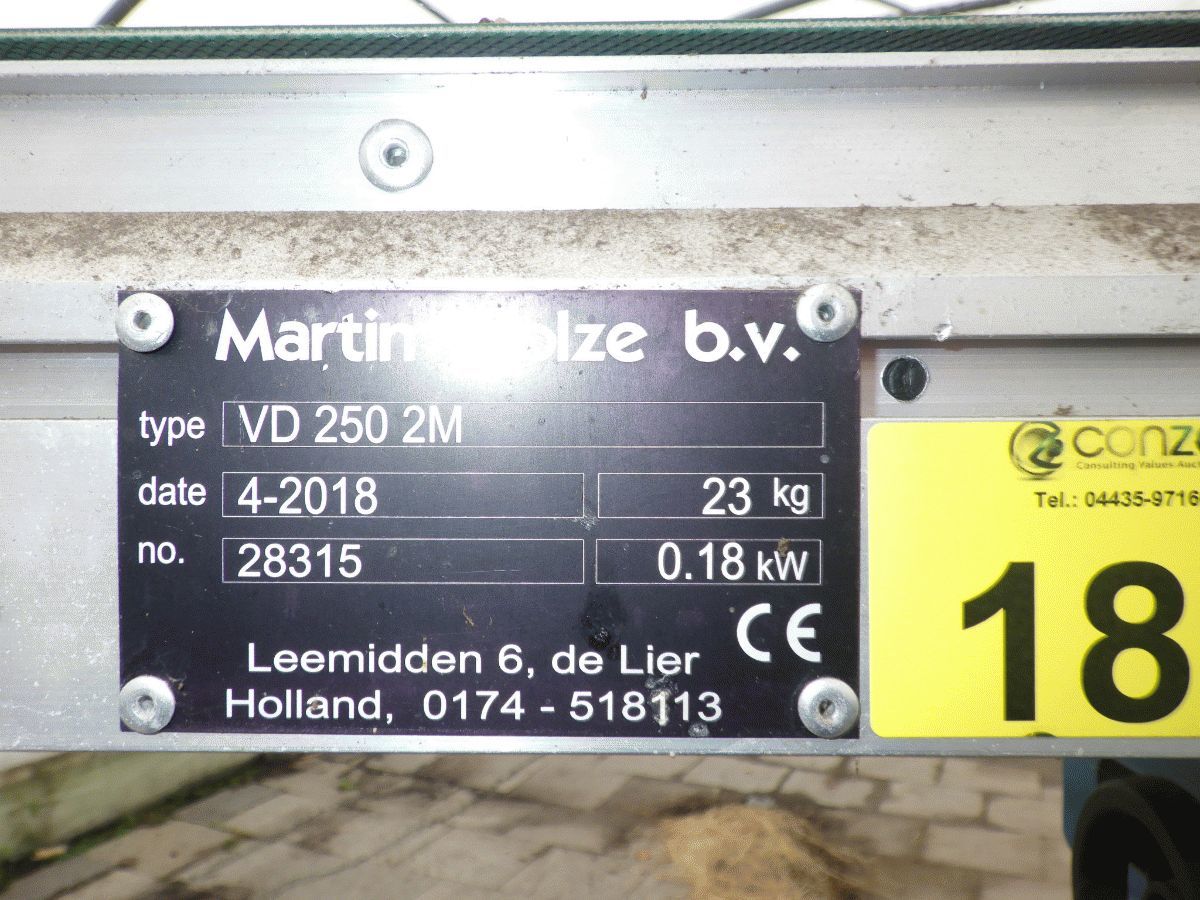 Martin b.v.
type VD 250 2M
date 4-2018 23 kg
no. 28315 0.18 kW
CE
Leemidden 6, de Lier
Holland, 0174 - 518113
Consulting Values
Tel.: 04435-9716
18